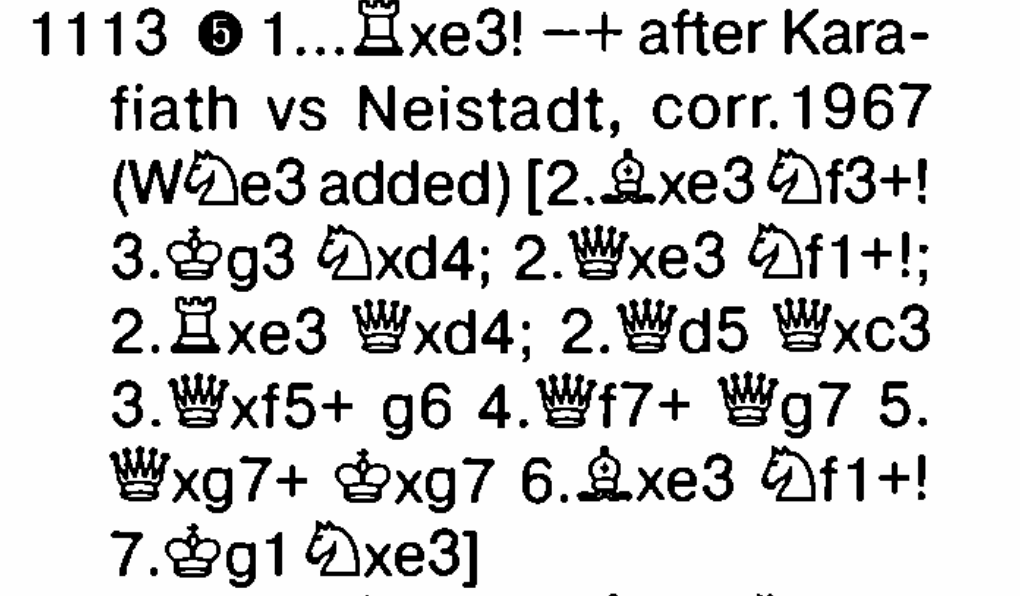 1113 ❺ 1...♖xe3! –+ after Kara-
fiath vs Neistadt, corr.1967
(W♘e3 added) [2.♗xe3 ♘f3+!
3.♔g3 ♘xd4; 2.♕xe3 ♘f1+!;
2.♖xe3 ♕xd4; 2.♕d5 ♕xc3
3.♕xf5+ g6 4.♕f7+ ♕g7 5.
♕xg7+ ♔xg7 6.♗xe3 ♘f1+!
7.♔g1 ♘xe3]